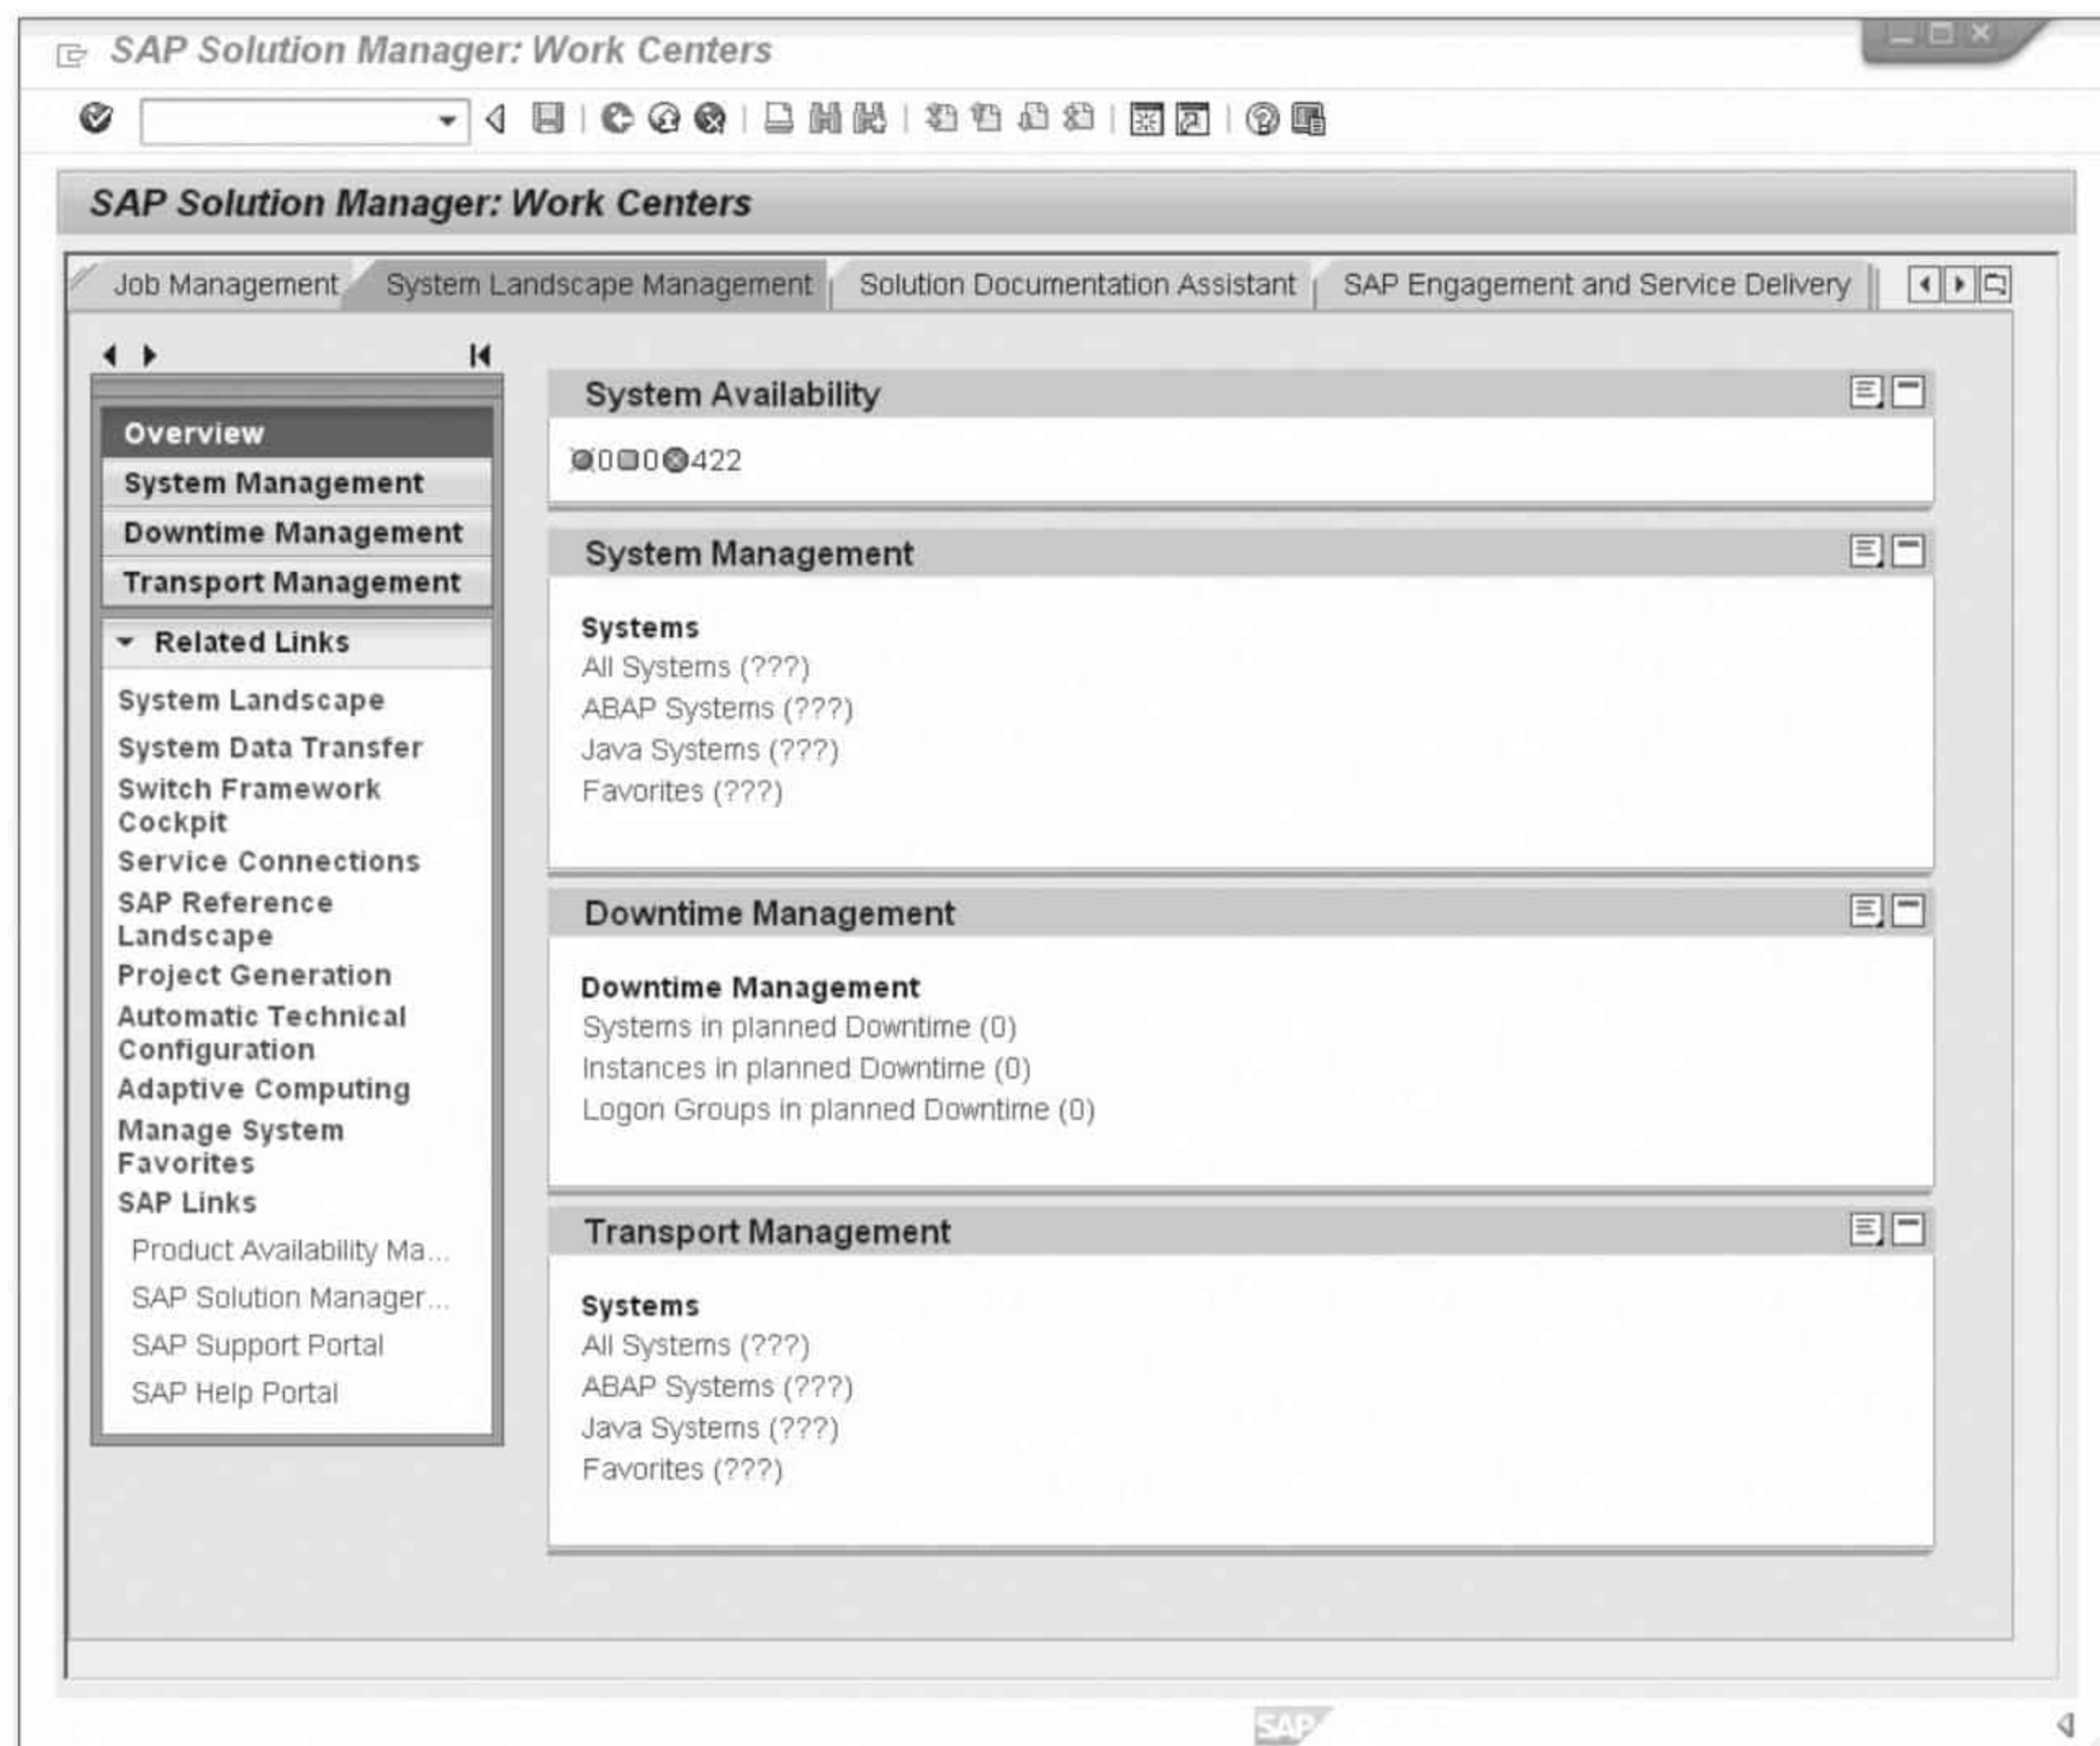 SAP Solution Manager: Work Centers
SAP Solution Manager: Work Centers
Job Management
System Landscape Management
Solution Documentation Assistant
SAP Engagement and Service Delivery
Overview
System Management
Downtime Management
Transport Management
Related Links
System Landscape
System Data Transfer
Switch Framework
Cockpit
Service Connections
SAP Reference
Landscape
Project Generation
Automatic Technical
Configuration
Adaptive Computing
Manage System
Favorites
SAP Links
Product Availability Ma...
SAP Solution Manager...
SAP Support Portal
SAP Help Portal
System Availability
0 0 422
System Management
Systems
All Systems (???)
ABAP Systems (???)
Java Systems (???)
Favorites (???)
Downtime Management
Downtime Management
Systems in planned Downtime (0)
Instances in planned Downtime (0)
Logon Groups in planned Downtime (0)
Transport Management
Systems
All Systems (???)
ABAP Systems (???)
Java Systems (???)
Favorites (???)
SAP